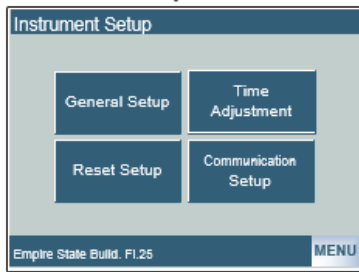 Instrument Setup
General Setup
Time
Adjustment
Reset Setup
Communication
Setup
Empire State Build. Fl.25
MENU